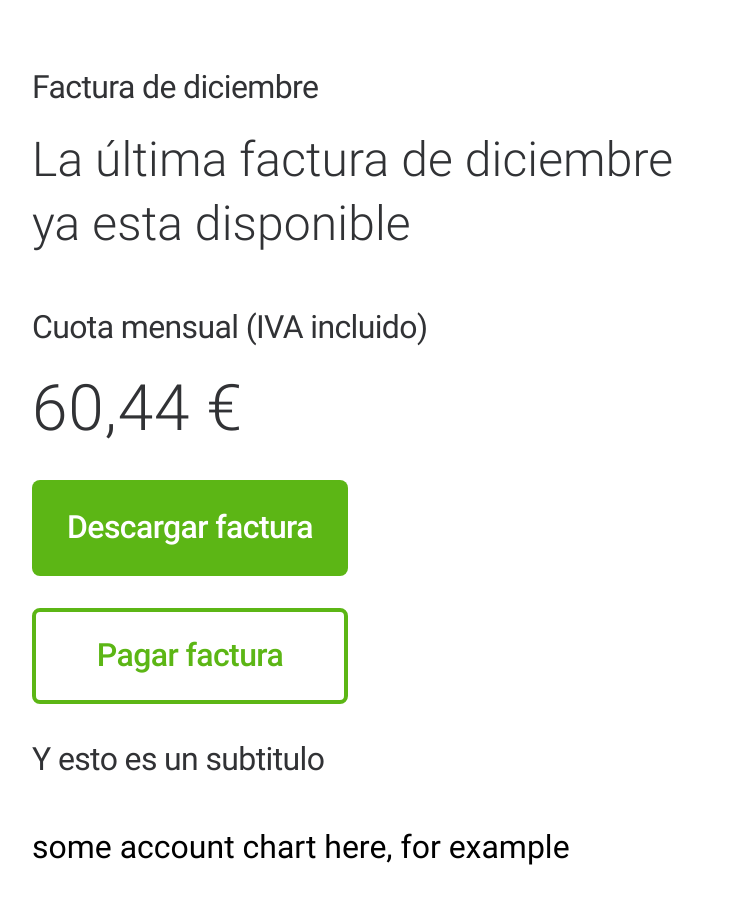 Factura de diciembre
La última factura de diciembre
ya esta disponible
Cuota mensual (IVA incluido)
60,44 €
Descargar factura
Pagar factura
Y esto es un subtitulo
some account chart here, for example